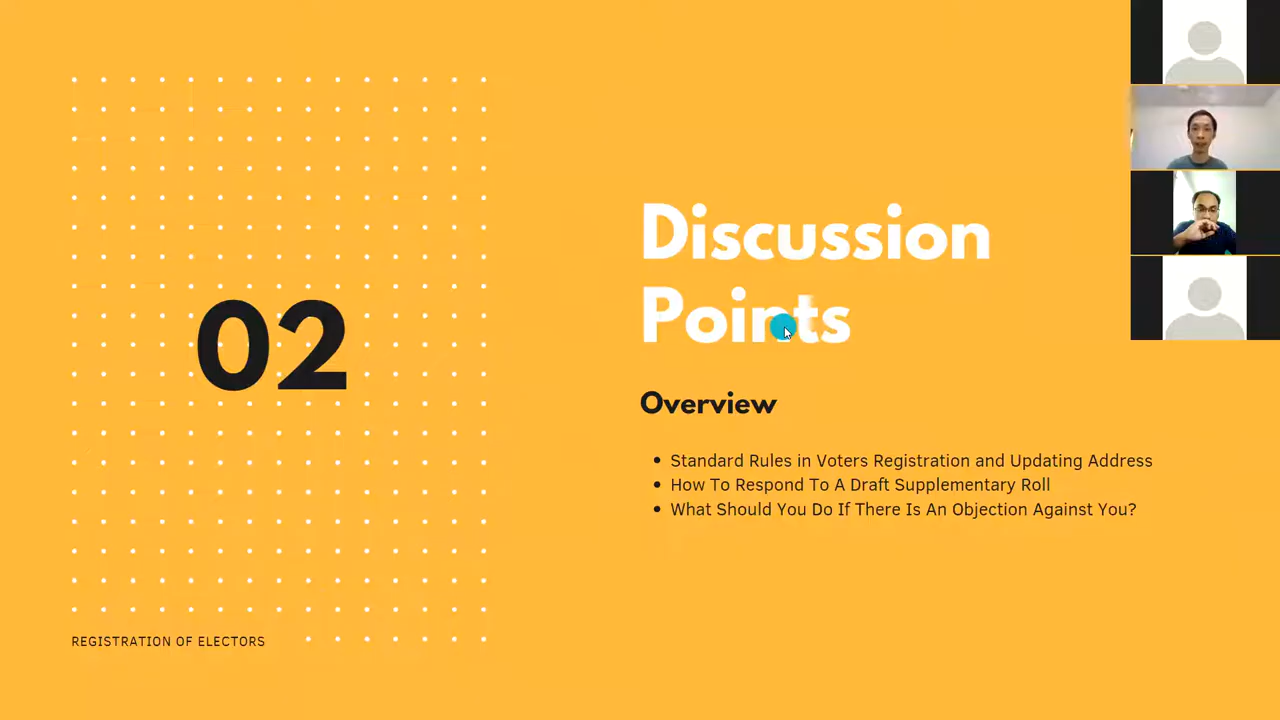 02
REGISTRATION OF ELECTORS
Discussion
Points
Overview
• Standard Rules in Voters Registration and Updating Address
• How To Respond To A Draft Supplementary Roll
• What Should You Do If There Is An Objection Against You?